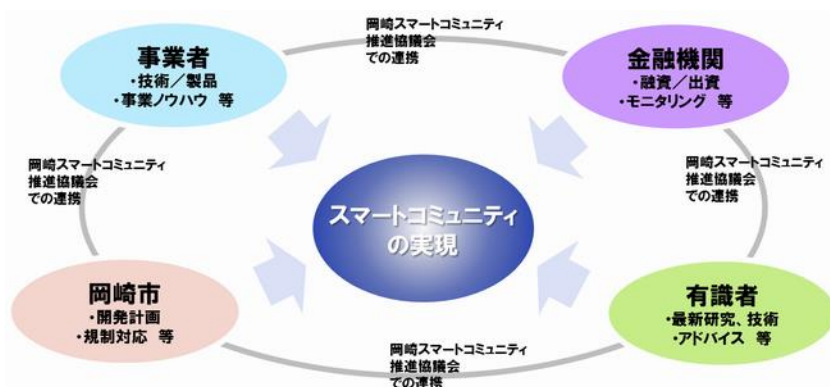 岡崎スマートコミュニティ
推進協議会
での連携
事業者
・技術／製品
・事業ノウハウ 等
金融機関
・融資／出資
・モニタリング 等
岡崎スマートコミュニティ
推進協議会
での連携
岡崎スマートコミュニティ
推進協議会
での連携
スマートコミュニティ
の実現
岡崎市
・開発計画
・規制対応 等
有識者
・最新研究、技術
・アドバイス 等
岡崎スマートコミュニティ
推進協議会
での連携